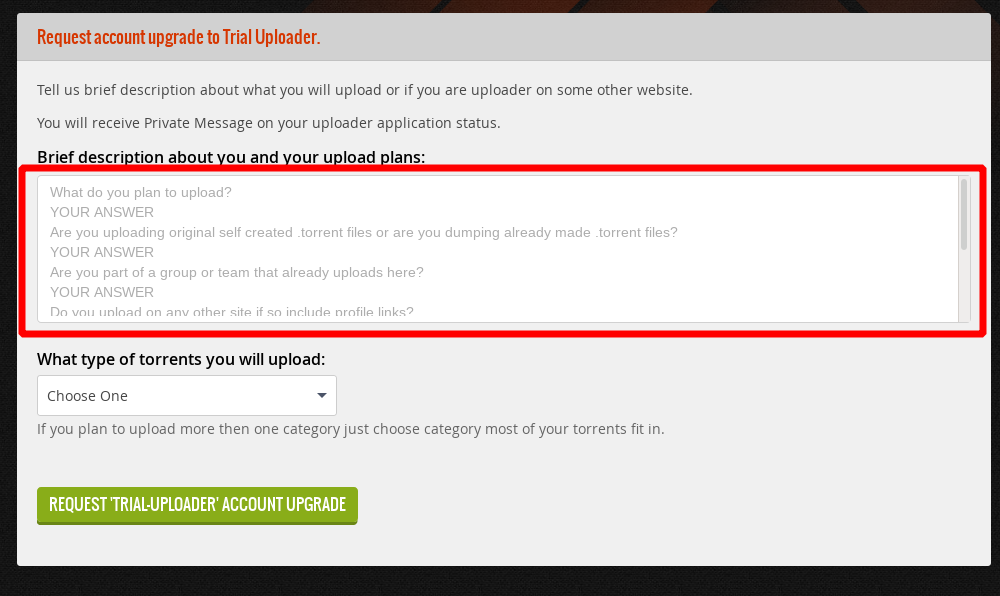 Request account upgrade to Trial Uploader.
Tell us brief description about what you will upload or if you are uploader on some other website.
You will receive Private Message on your uploader application status.
Brief description about you and your upload plans:
What do you plan to upload?
YOUR ANSWER
Are you uploading original self created .torrent files or are you dumping already made .torrent files?
YOUR ANSWER
Are you part of a group or team that already uploads here?
YOUR ANSWER
Do you upload on any other site if so include profile links?
What type of torrents you will upload:
Choose One
If you plan to upload more then one category just choose category most of your torrents fit in.
REQUEST 'TRIAL-UPLOADER' ACCOUNT UPGRADE